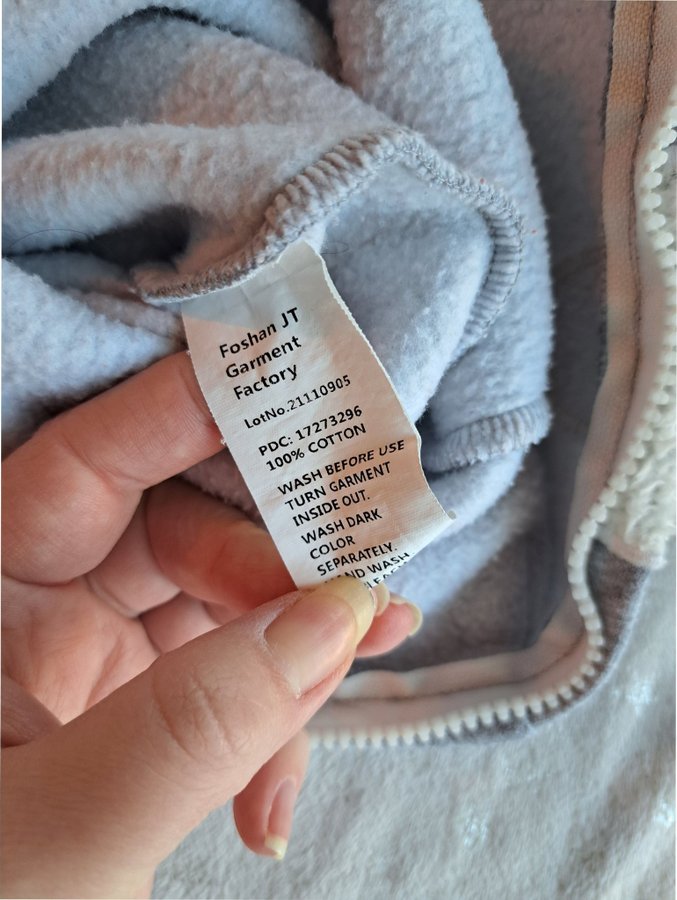 Foshan JT
Garment
Factory
LotNo.21110905
PDC: 17273296
100% COTTON
WASH BEFORE USE
TURN GARMENT
INSIDE OUT.
WASH DARK
COLOR
SEPARATELY.
WASH